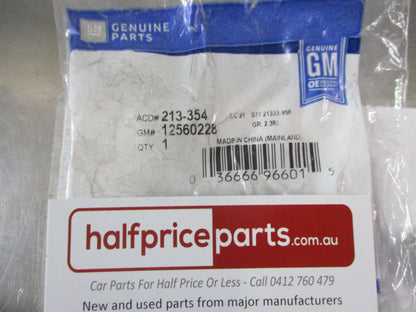 GM GENUINE PARTS
GENUINE
GM
ACD# 213-354
GM# 12560228
QTY 1
GR. 2.383
MADE IN CHINA (MAINLAND)
0 36666 96601 5
halfpriceparts.com.au
Car Parts For Half Price Or Less - Call 0412 760 479
New and used parts from major manufacturers